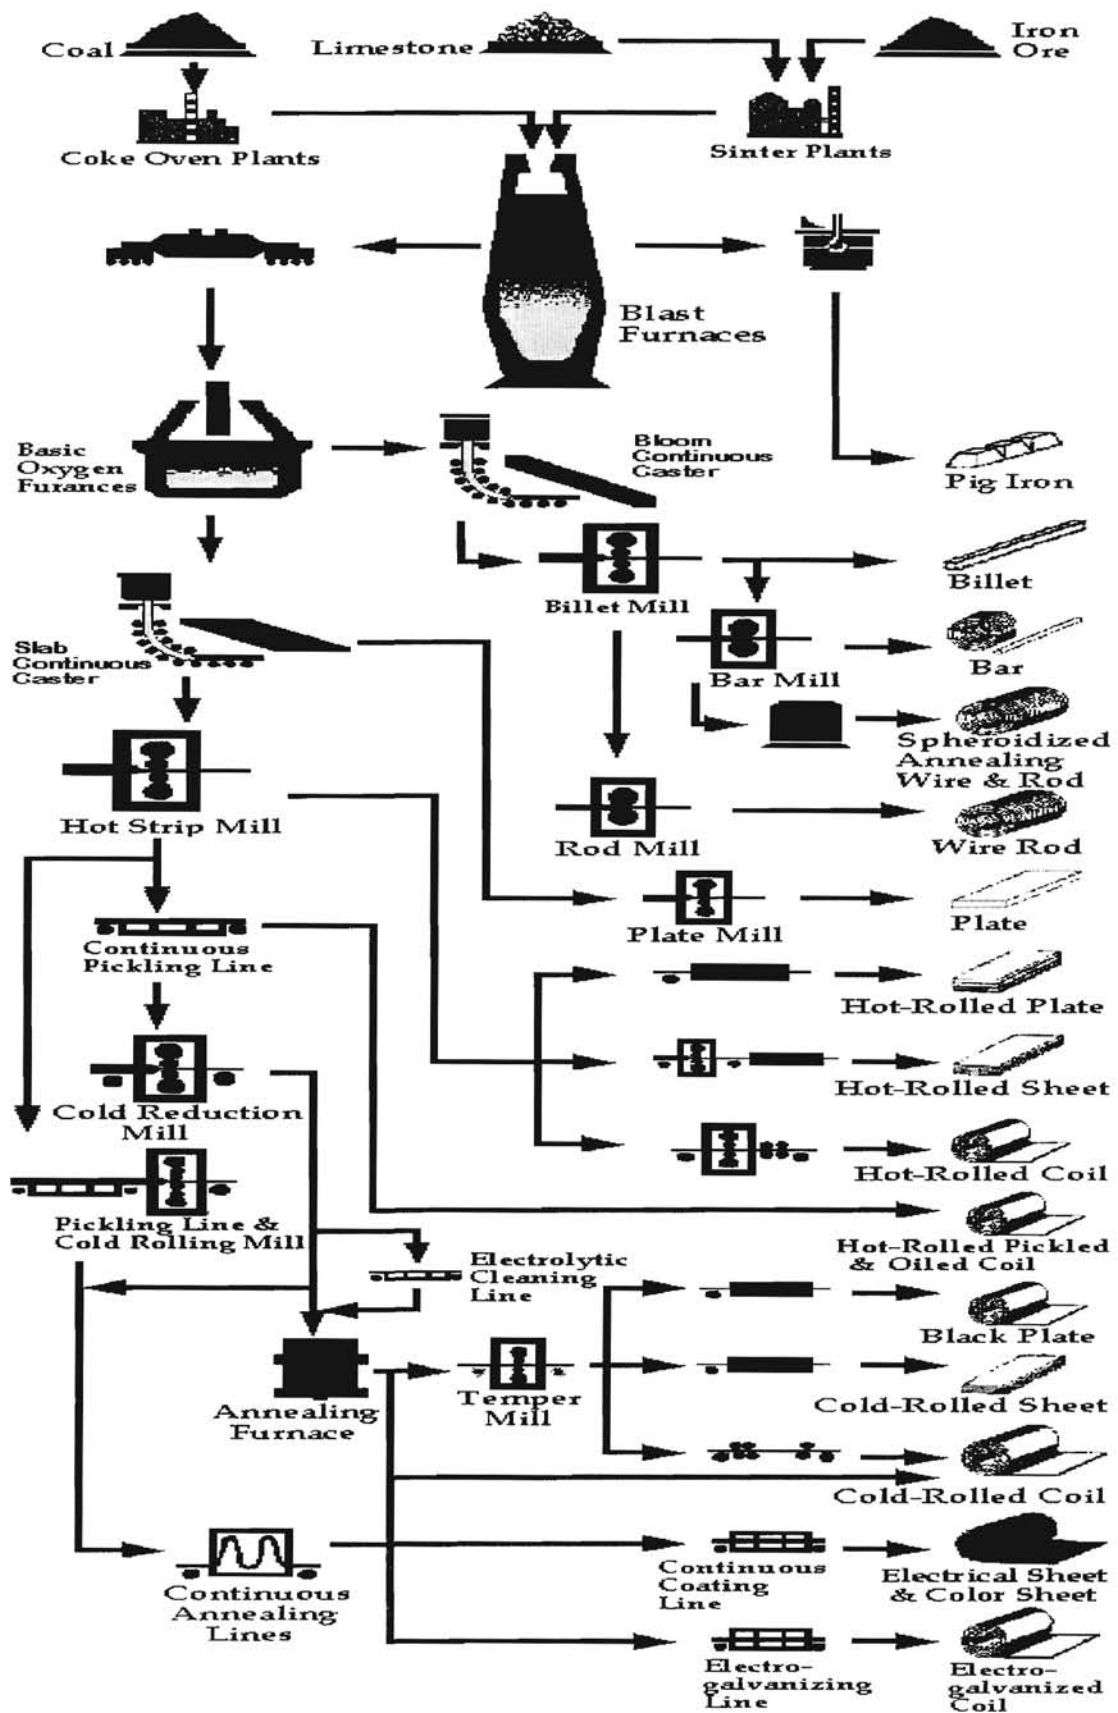 Coal
Limestone
Iron
Ore
Coke Oven Plants
Sinter Plants
Blast
Furnaces
Basic
Oxygen
Furances
Bloom
Continuous
Caster
Pig Iron
Billet Mill
Billet
Slab
Continuous
Caster
Bar Mill
Bar
Spheroidized
Annealing
Wire & Rod
Hot Strip Mill
Rod Mill
Wire Rod
Plate Mill
Plate
Continuous
Pickling Line
Hot-Rolled Plate
Hot-Rolled Sheet
Cold Reduction
Mill
Hot-Rolled Coil
Pickling Line &
Cold Rolling Mill
Hot-Rolled Pickled
& Oiled Coil
Electrolytic
Cleaning
Line
Black Plate
Annealing
Furnace
Temper
Mill
Cold-Rolled Sheet
Cold-Rolled Coil
Continuous
Annealing
Lines
Continuous
Coating
Line
Electrical Sheet
& Color Sheet
Electro-
galvanizing
Line
Electro-
galvanized
Coil